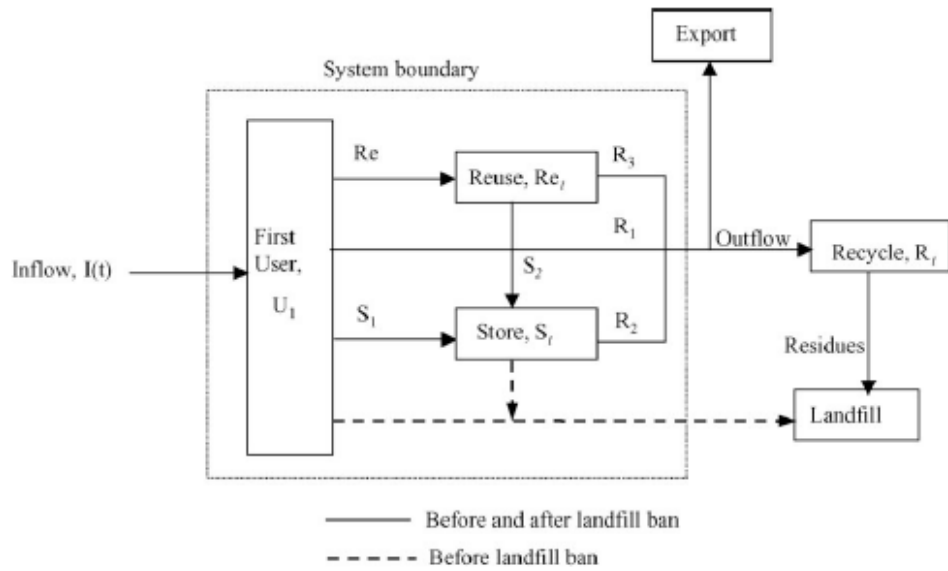 Export
System boundary
Re
Reuse, Reₜ
R₃
First
User,
U₁
R₁
Outflow
Recycle, Rₜ
Inflow, I(t)
S₂
S₁
Store, Sₜ
R₂
Residues
Landfill
Before and after landfill ban
Before landfill ban